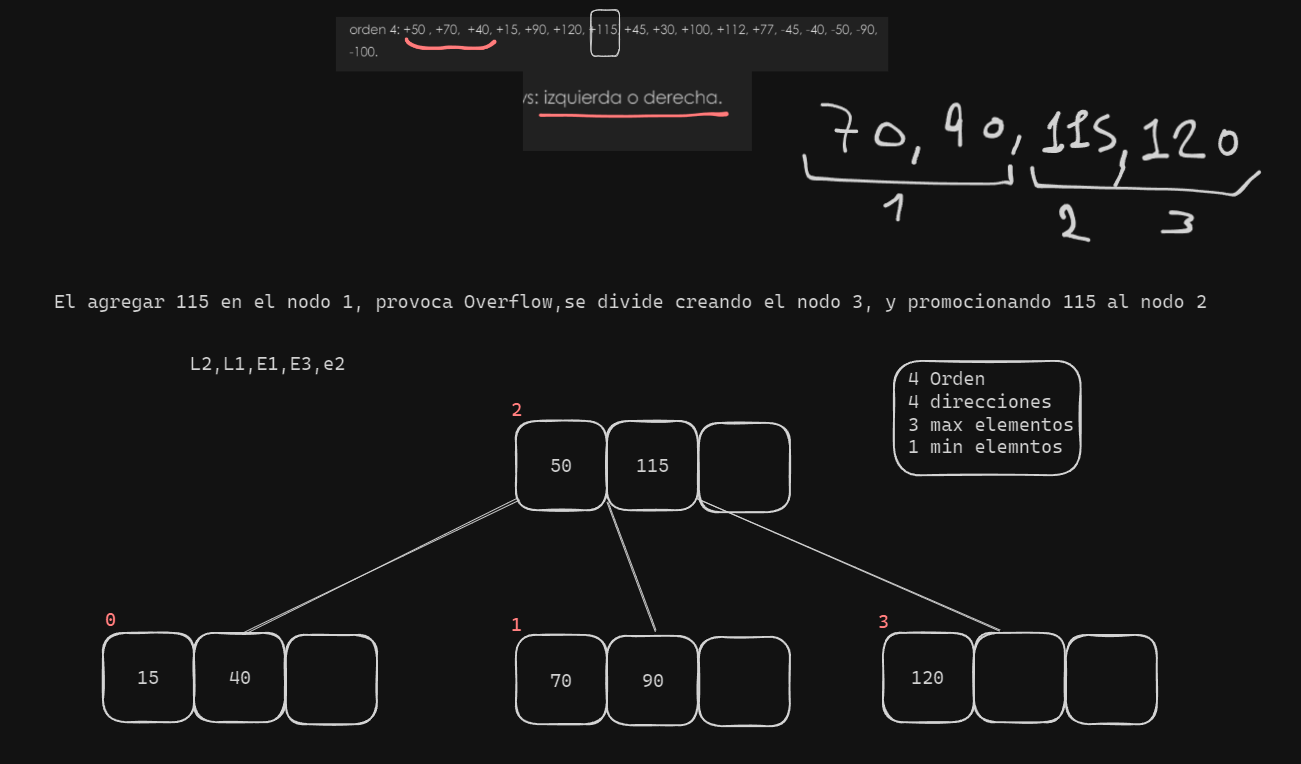 orden 4: +50 , +70, +40, +15, +90, +120, +115, +45, +30, +100, +112, +77, -45, -40, -50, -90,
-100.
vs: izquierda o derecha.
70, 90, 115, 120
1 2 3
El agregar 115 en el nodo 1, provoca Overflow,se divide creando el nodo 3, y promocionando 115 al nodo 2
L2,L1,E1,E3,e2
4 Orden
4 direcciones
3 max elementos
1 min elemntos
2
50 115
0 1 3
15 40 70 90 120